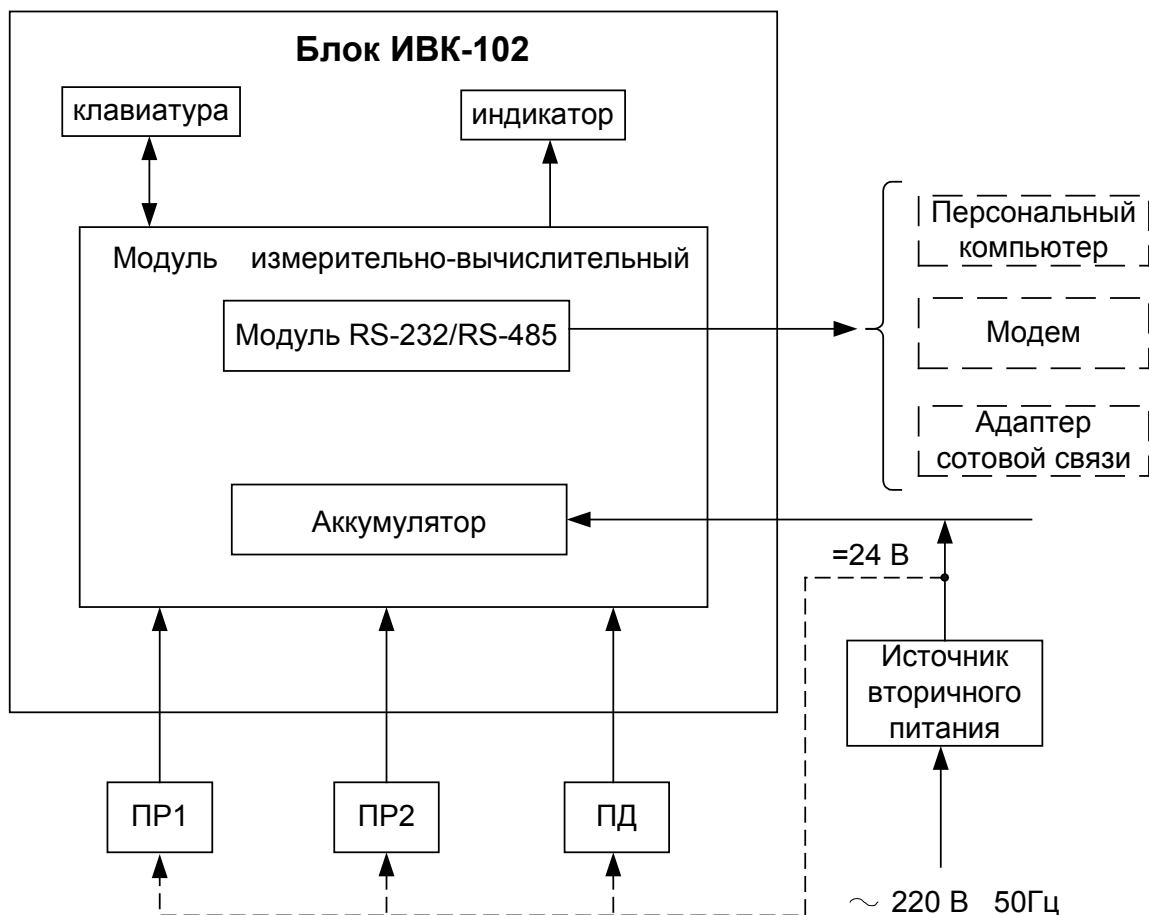 Блок ИВК-102
клавиатура
индикатор
Модуль измерительно-вычислительный
Модуль RS-232/RS-485
Аккумулятор
Персональный
компьютер
Модем
Адаптер
сотовой связи
=24 В
Источник
вторичного
питания
ПР1
ПР2
ПД
~ 220 В 50Гц